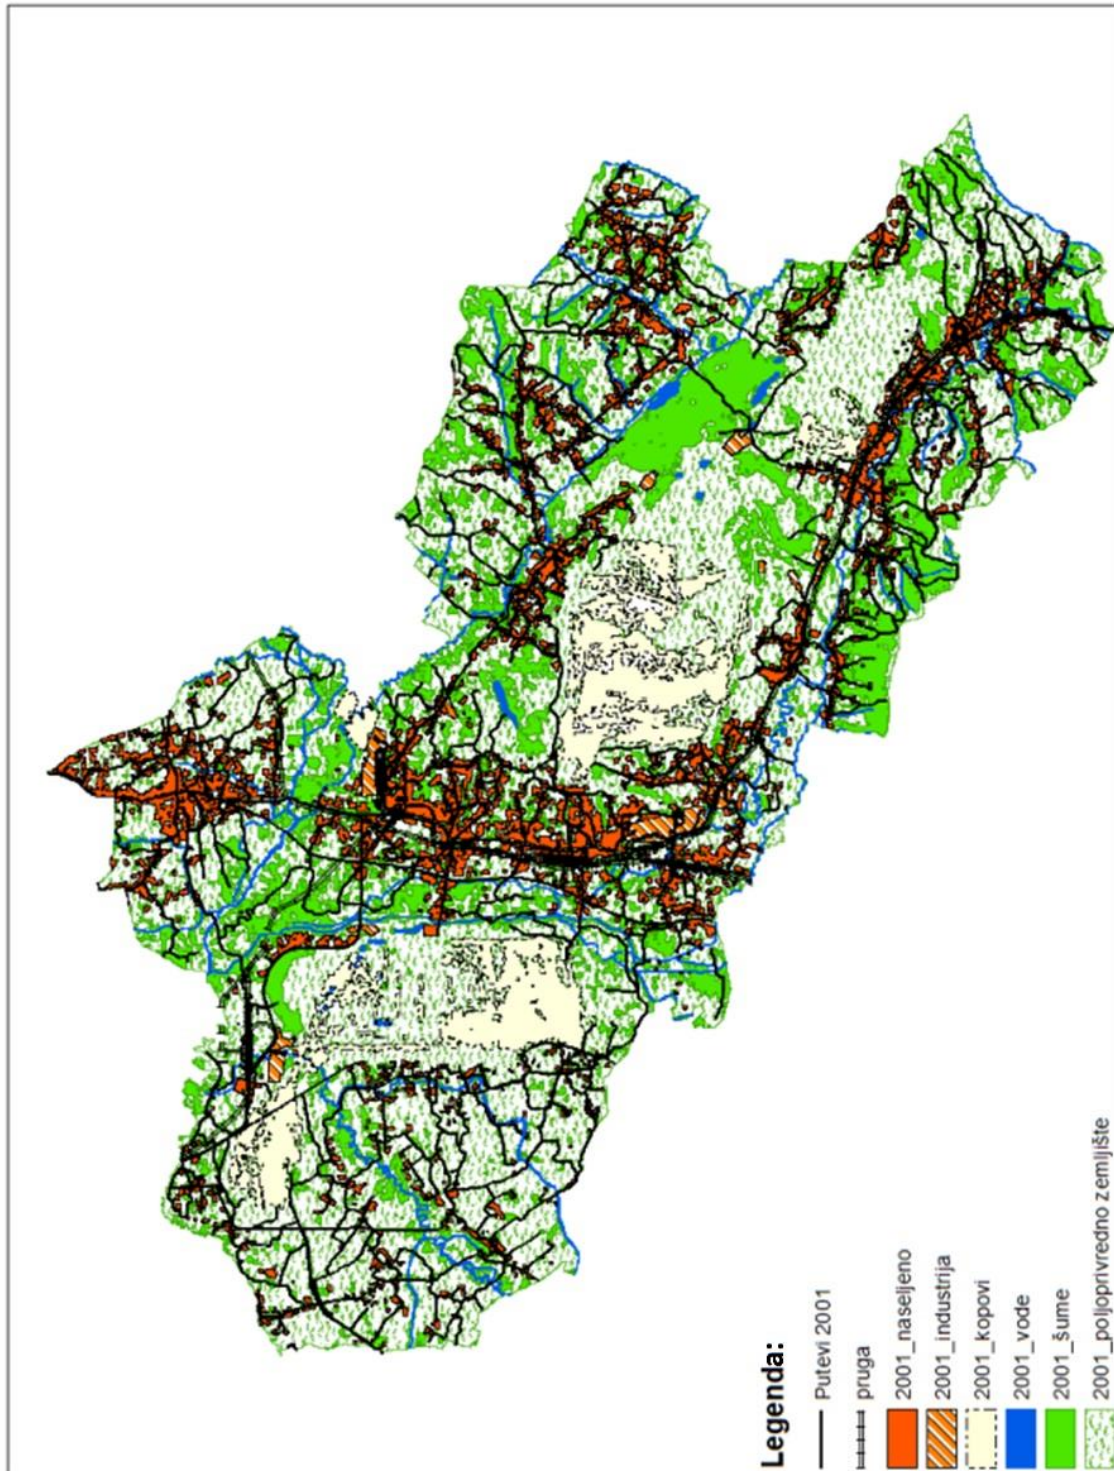 Legenda:
Putevi 2001
pruga
2001_naseljeno
2001_industrija
2001_kopovi
2001_vode
2001_šume
2001_poljoprivredno zemljište